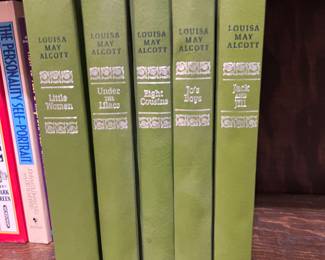 THE PERSONALITY SELF-PORTRAIT
LOUISA
MAY
ALCOTT
Little
Women
LOUISA
MAY
ALCOTT
Under
THE
Lilacs
LOUISA
MAY
ALCOTT
Eight
Cousins
LOUISA
MAY
ALCOTT
Jo's
Boys
LOUISA
MAY
ALCOTT
Jack
AND
Jill